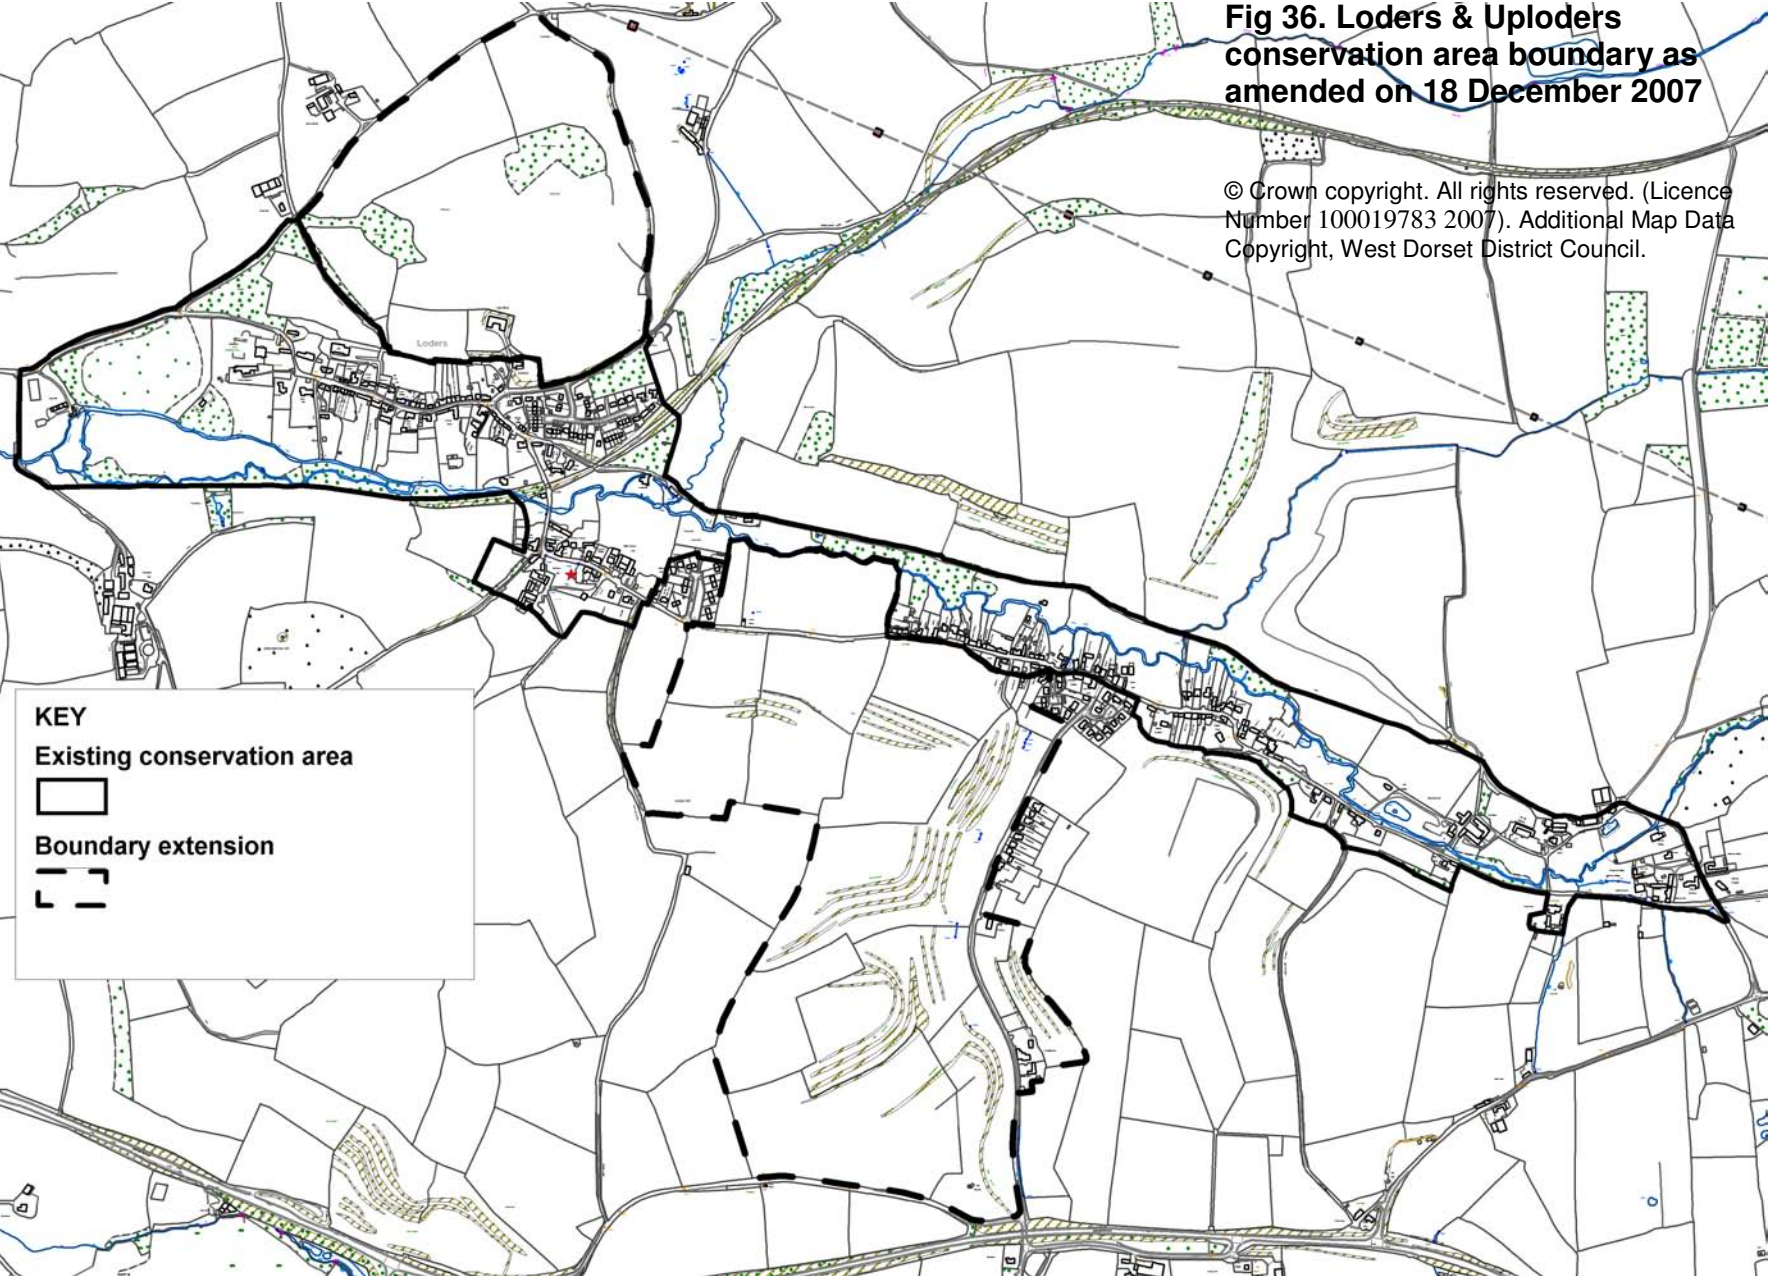 Fig 36. Loders & Uploders
conservation area boundary as
amended on 18 December 2007
© Crown copyright. All rights reserved. (Licence
Number 100019783 2007). Additional Map Data
Copyright, West Dorset District Council.
Loders
KEY
Existing conservation area
Boundary extension